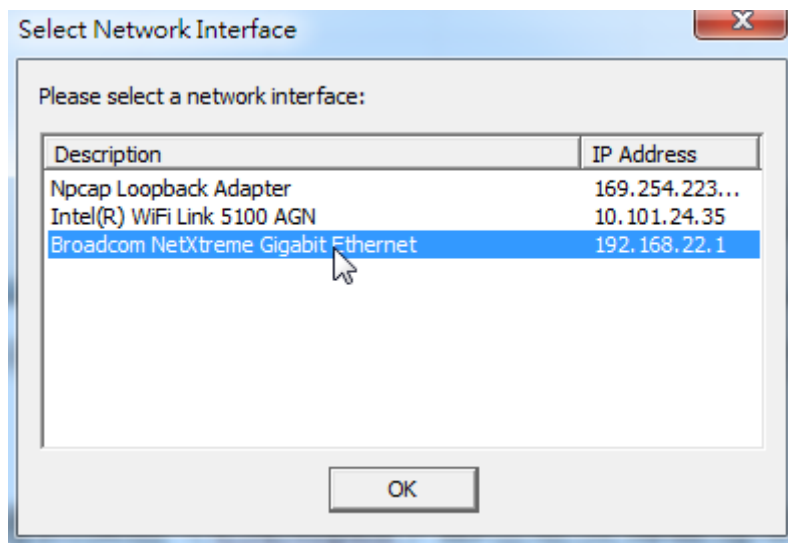 Select Network Interface
Please select a network interface:
Description IP Address
Npcap Loopback Adapter 169.254.223...
Intel(R) WiFi Link 5100 AGN 10.101.24.35
Broadcom NetXtreme Gigabit Ethernet 192.168.22.1
OK